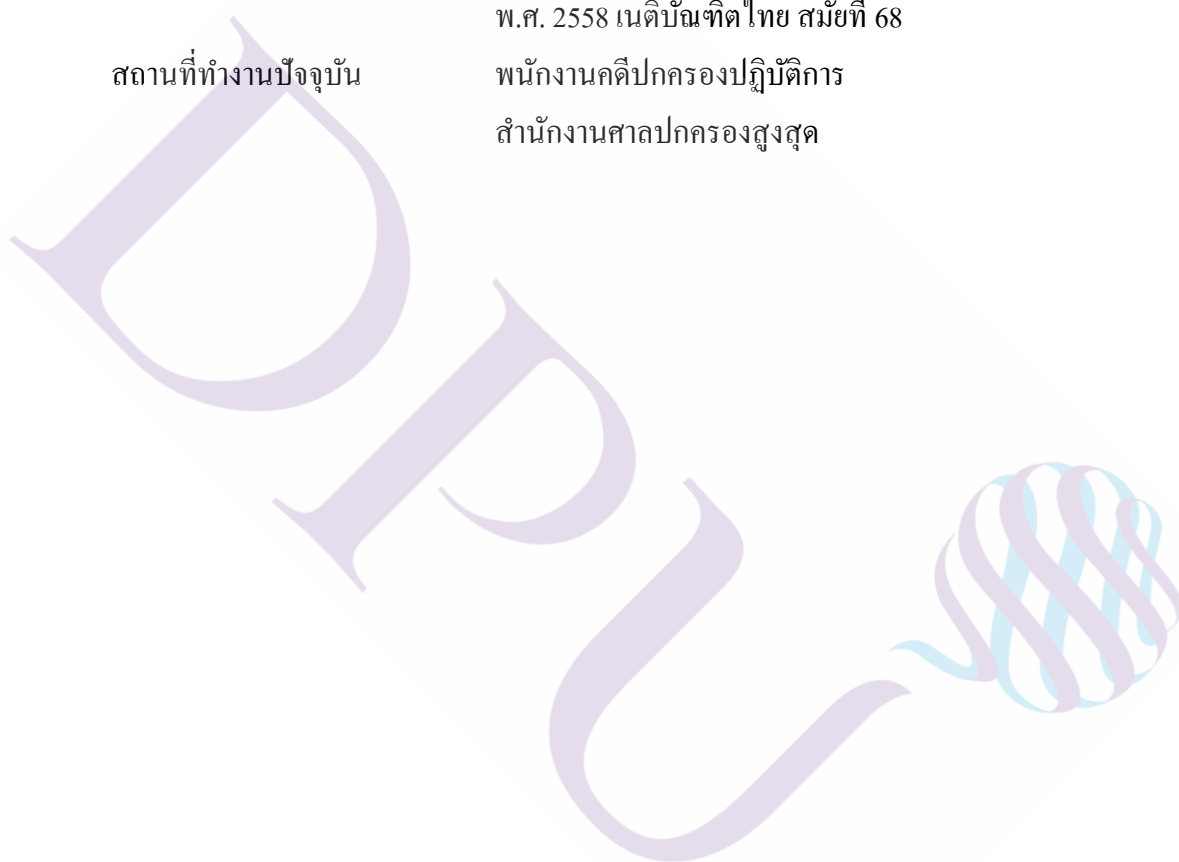 พ.ศ. 2558 เนติบัณฑิตไทย สมัยที่ 68
สถานที่ทำงานปัจจุบัน พนักงานคดีปกครองปฏิบัติการ
สำนักงานศาลปกครองสูงสุด
DPU